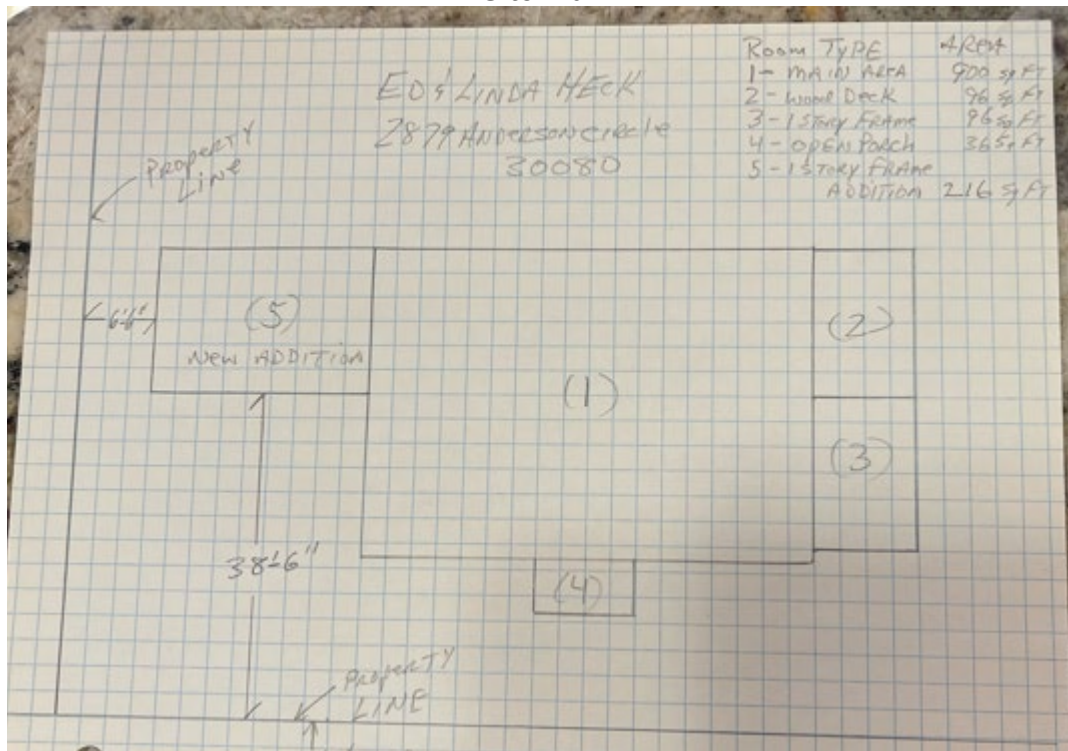 ED & LINDA HECK
2879 ANDERSON CIRCLE
30080
Room TYPE AREA
1- MAIN AREA 900 sq FT
2- WOOD Deck 96 sq FT
3- 1 STORY FRAME 96 sq FT
4- OPEN PORCH 36 Sq FT
5- 1 STORY FRAME
ADDITION 216 Sq FT
PROPERTY
LINE
6'6"
(5)
New ADDITION
(1)
(2)
(3)
38'6"
(4)
PROPERTY
LINE